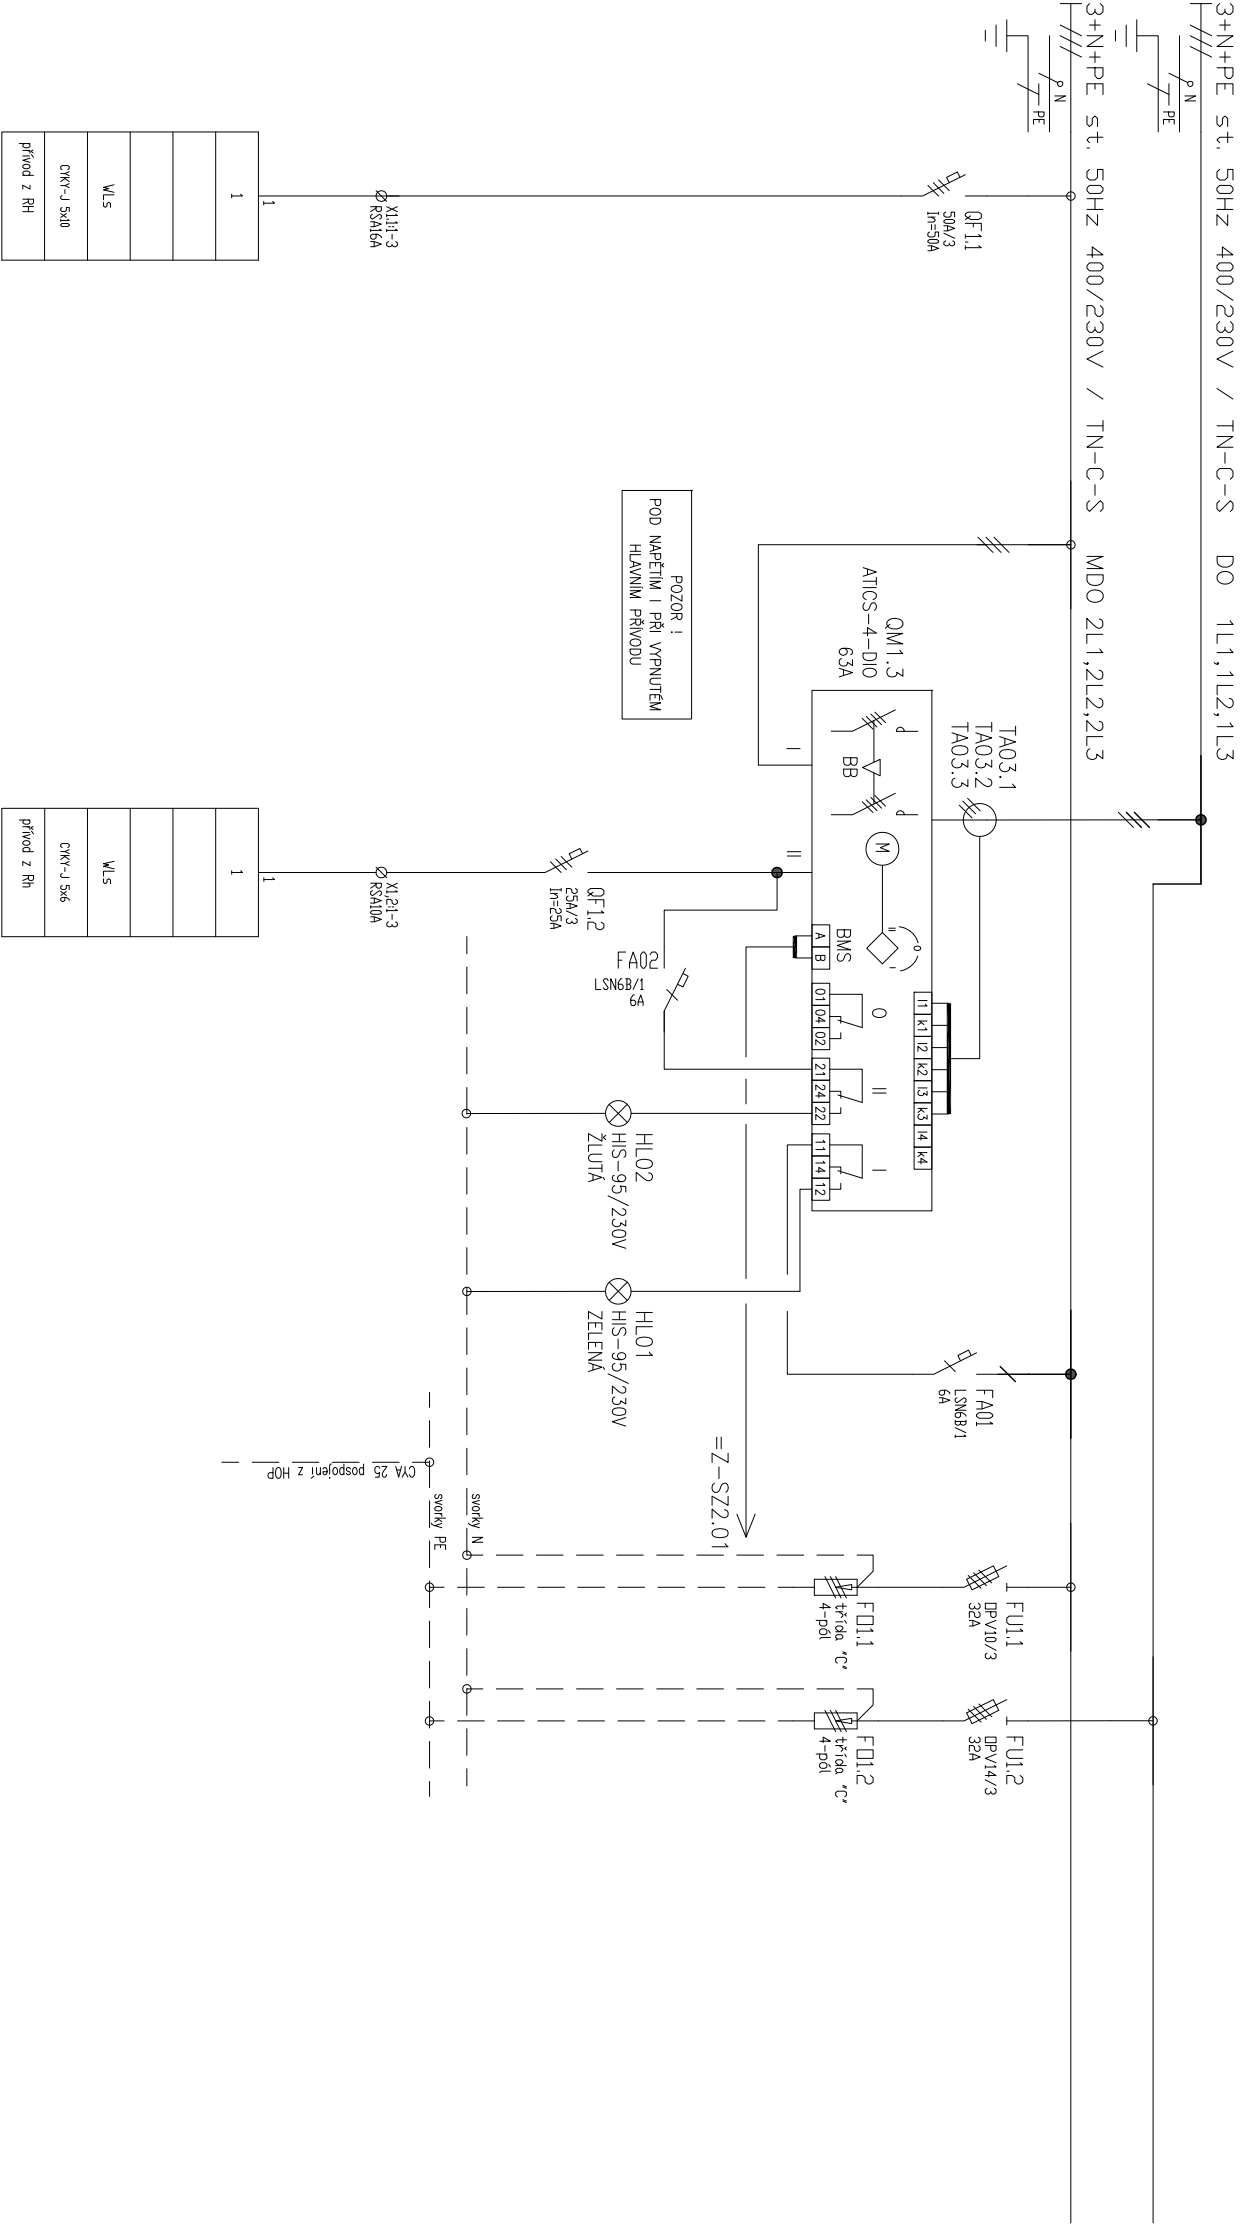 3+N+PE st. 50Hz 400/230V / TN-C-S DO 1L1,1L2,1L3
N
PE
3+N+PE st. 50Hz 400/230V / TN-C-S MDO 2L1,2L2,2L3
N
PE
QF1.1
50A/3
In=50A
X1.1:1-3
RSA16A
1
1
WLs
CYKY-J 5x10
přívod z RH
POZOR !
POD NAPĚTÍM I PŘI VYPNUTÉM
HLAVNÍM PŘÍVODU
QM1.3
ATICS-4-DIO
63A
TA03.1
TA03.2
TA03.3
BB
M
I
II
II
0
I
BMS
A B
l1 k1 l2 k2 l3 k3 l4 k4
0
II
I
01 04 02
21 24 22
11 14 12
QF1.2
25A/3
In=25A
X1.2:1-3
RSA10A
1
1
WLs
CYKY-J 5x6
přívod z Rh
FA02
LSN6B/1
6A
HL02
HIS-95/230V
ŽLUTÁ
HL01
HIS-95/230V
ZELENÁ
FA01
LSN6B/1
6A
=Z-SZ2.01
svorky N
svorky PE
CYA 25 pospojení z HOP
FU1.1
OPV10/3
32A
FO1.1
třída "C"
4-pól
FU1.2
OPV14/3
32A
FO1.2
třída "C"
4-pól